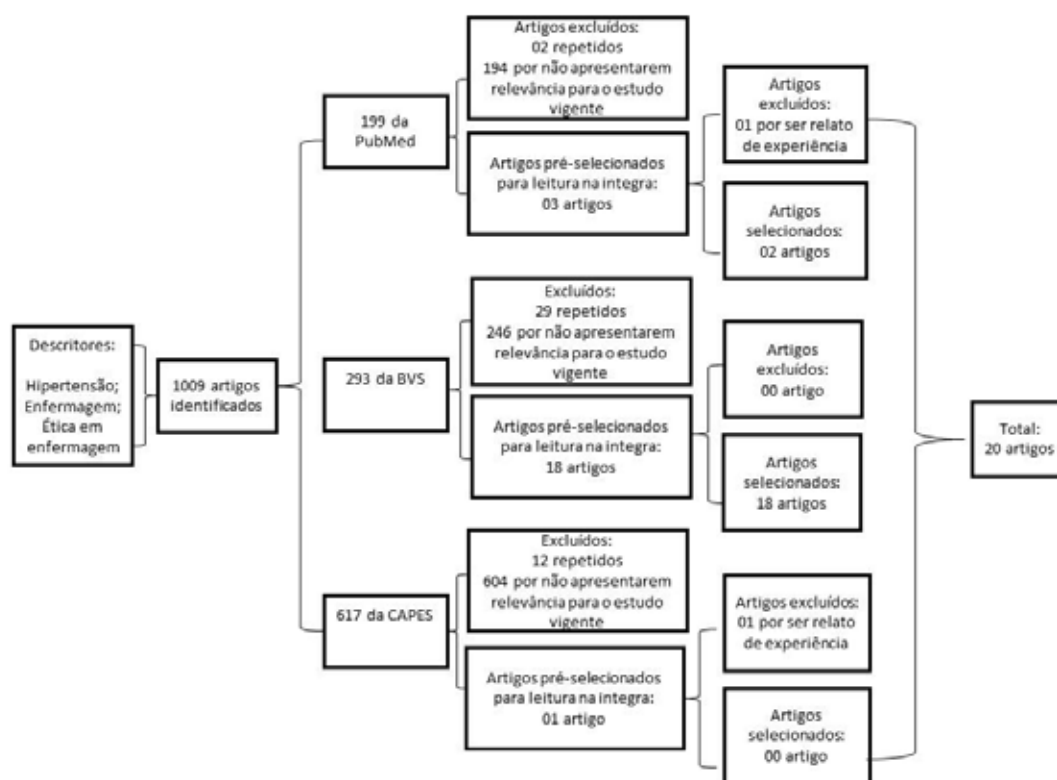 Descritores:
Hipertensão;
Enfermagem;
Ética em
enfermagem
1009 artigos
identificados
199 da
PubMed
Artigos excluídos:
02 repetidos
194 por não apresentarem
relevância para o estudo
vigente
Artigos pré-selecionados
para leitura na integra:
03 artigos
Artigos
excluídos:
01 por ser relato
de experiência
Artigos
selecionados:
02 artigos
293 da BVS
Excluídos:
29 repetidos
246 por não apresentarem
relevância para o estudo
vigente
Artigos pré-selecionados
para leitura na integra:
18 artigos
Artigos
excluídos:
00 artigo
Artigos
selecionados:
18 artigos
617 da CAPES
Excluídos:
12 repetidos
604 por não apresentarem
relevância para o estudo
vigente
Artigos pré-selecionados
para leitura na integra:
01 artigo
Artigos excluídos:
01 por ser relato
de experiência
Artigos
selecionados:
00 artigo
Total:
20 artigos